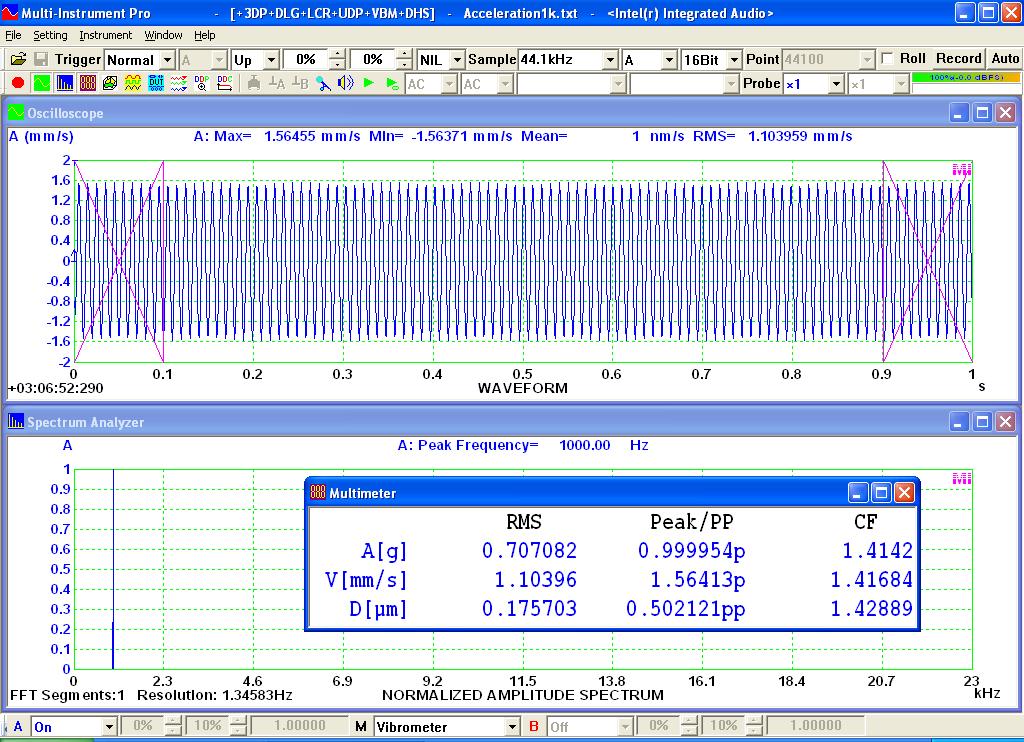 Multi-Instrument Pro - [+3DP+DLG+LCR+UDP+VBM+DHS] - Acceleration1k.txt - <Intel(r) Integrated Audio>
File Setting Instrument Window Help
Trigger Normal A Up 0% 0% NIL Sample 44.1kHz A 16Bit Point 44100 Roll Record Auto
DUT DDP DDC A B AC AC Probe ×1 ×1 100%(-0.0 dBFS)
Oscilloscope
A (mm/s) A: Max= 1.56455 mm/s MIn= -1.56371 mm/s Mean= 1 nm/s RMS= 1.103959 mm/s
2
1.6
1.2
0.8
0.4
0
-0.4
-0.8
-1.2
-1.6
-2
0 0.1 0.2 0.3 0.4 0.5 0.6 0.7 0.8 0.9 1
+03:06:52:290 WAVEFORM s
Spectrum Analyzer
A A: Peak Frequency= 1000.00 Hz
1
0.9
0.8
0.7
0.6
0.5
0.4
0.3
0.2
0.1
0
Multimeter
RMS Peak/PP CF
A[g] 0.707082 0.999954p 1.4142
V[mm/s] 1.10396 1.56413p 1.41684
D[µm] 0.175703 0.502121pp 1.42889
0 2.3 4.6 6.9 9.2 11.5 13.8 16.1 18.4 20.7 23
FFT Segments:1 Resolution: 1.34583Hz NORMALIZED AMPLITUDE SPECTRUM kHz
A On 0% 10% 1.00000 M Vibrometer B Off 0% 10% 1.00000